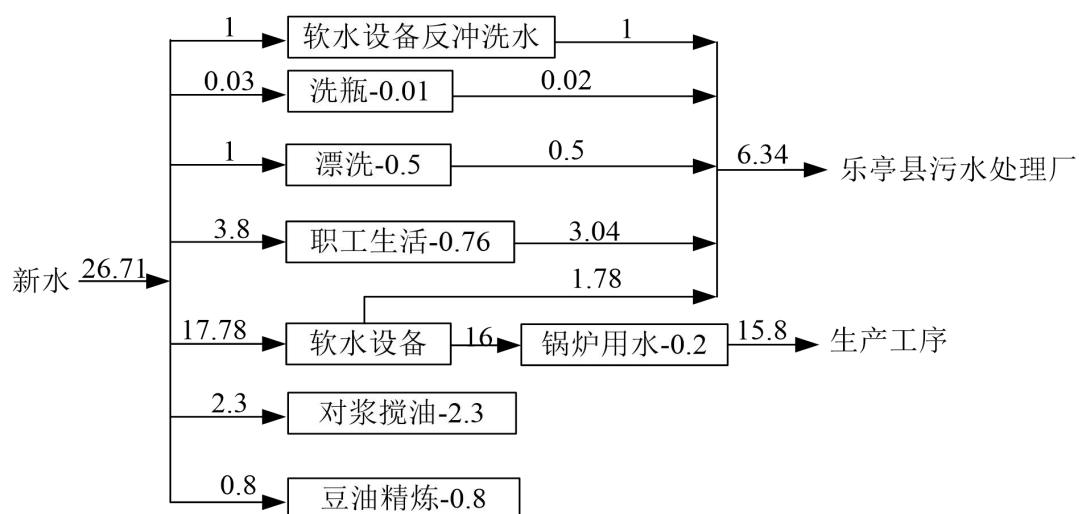 1
软水设备反冲洗水
1
0.03
洗瓶-0.01
0.02
1
漂洗-0.5
0.5
6.34
乐亭县污水处理厂
3.8
职工生活-0.76
3.04
新水
26.71
1.78
17.78
软水设备
16
锅炉用水-0.2
15.8
生产工序
2.3
对浆搅油-2.3
0.8
豆油精炼-0.8